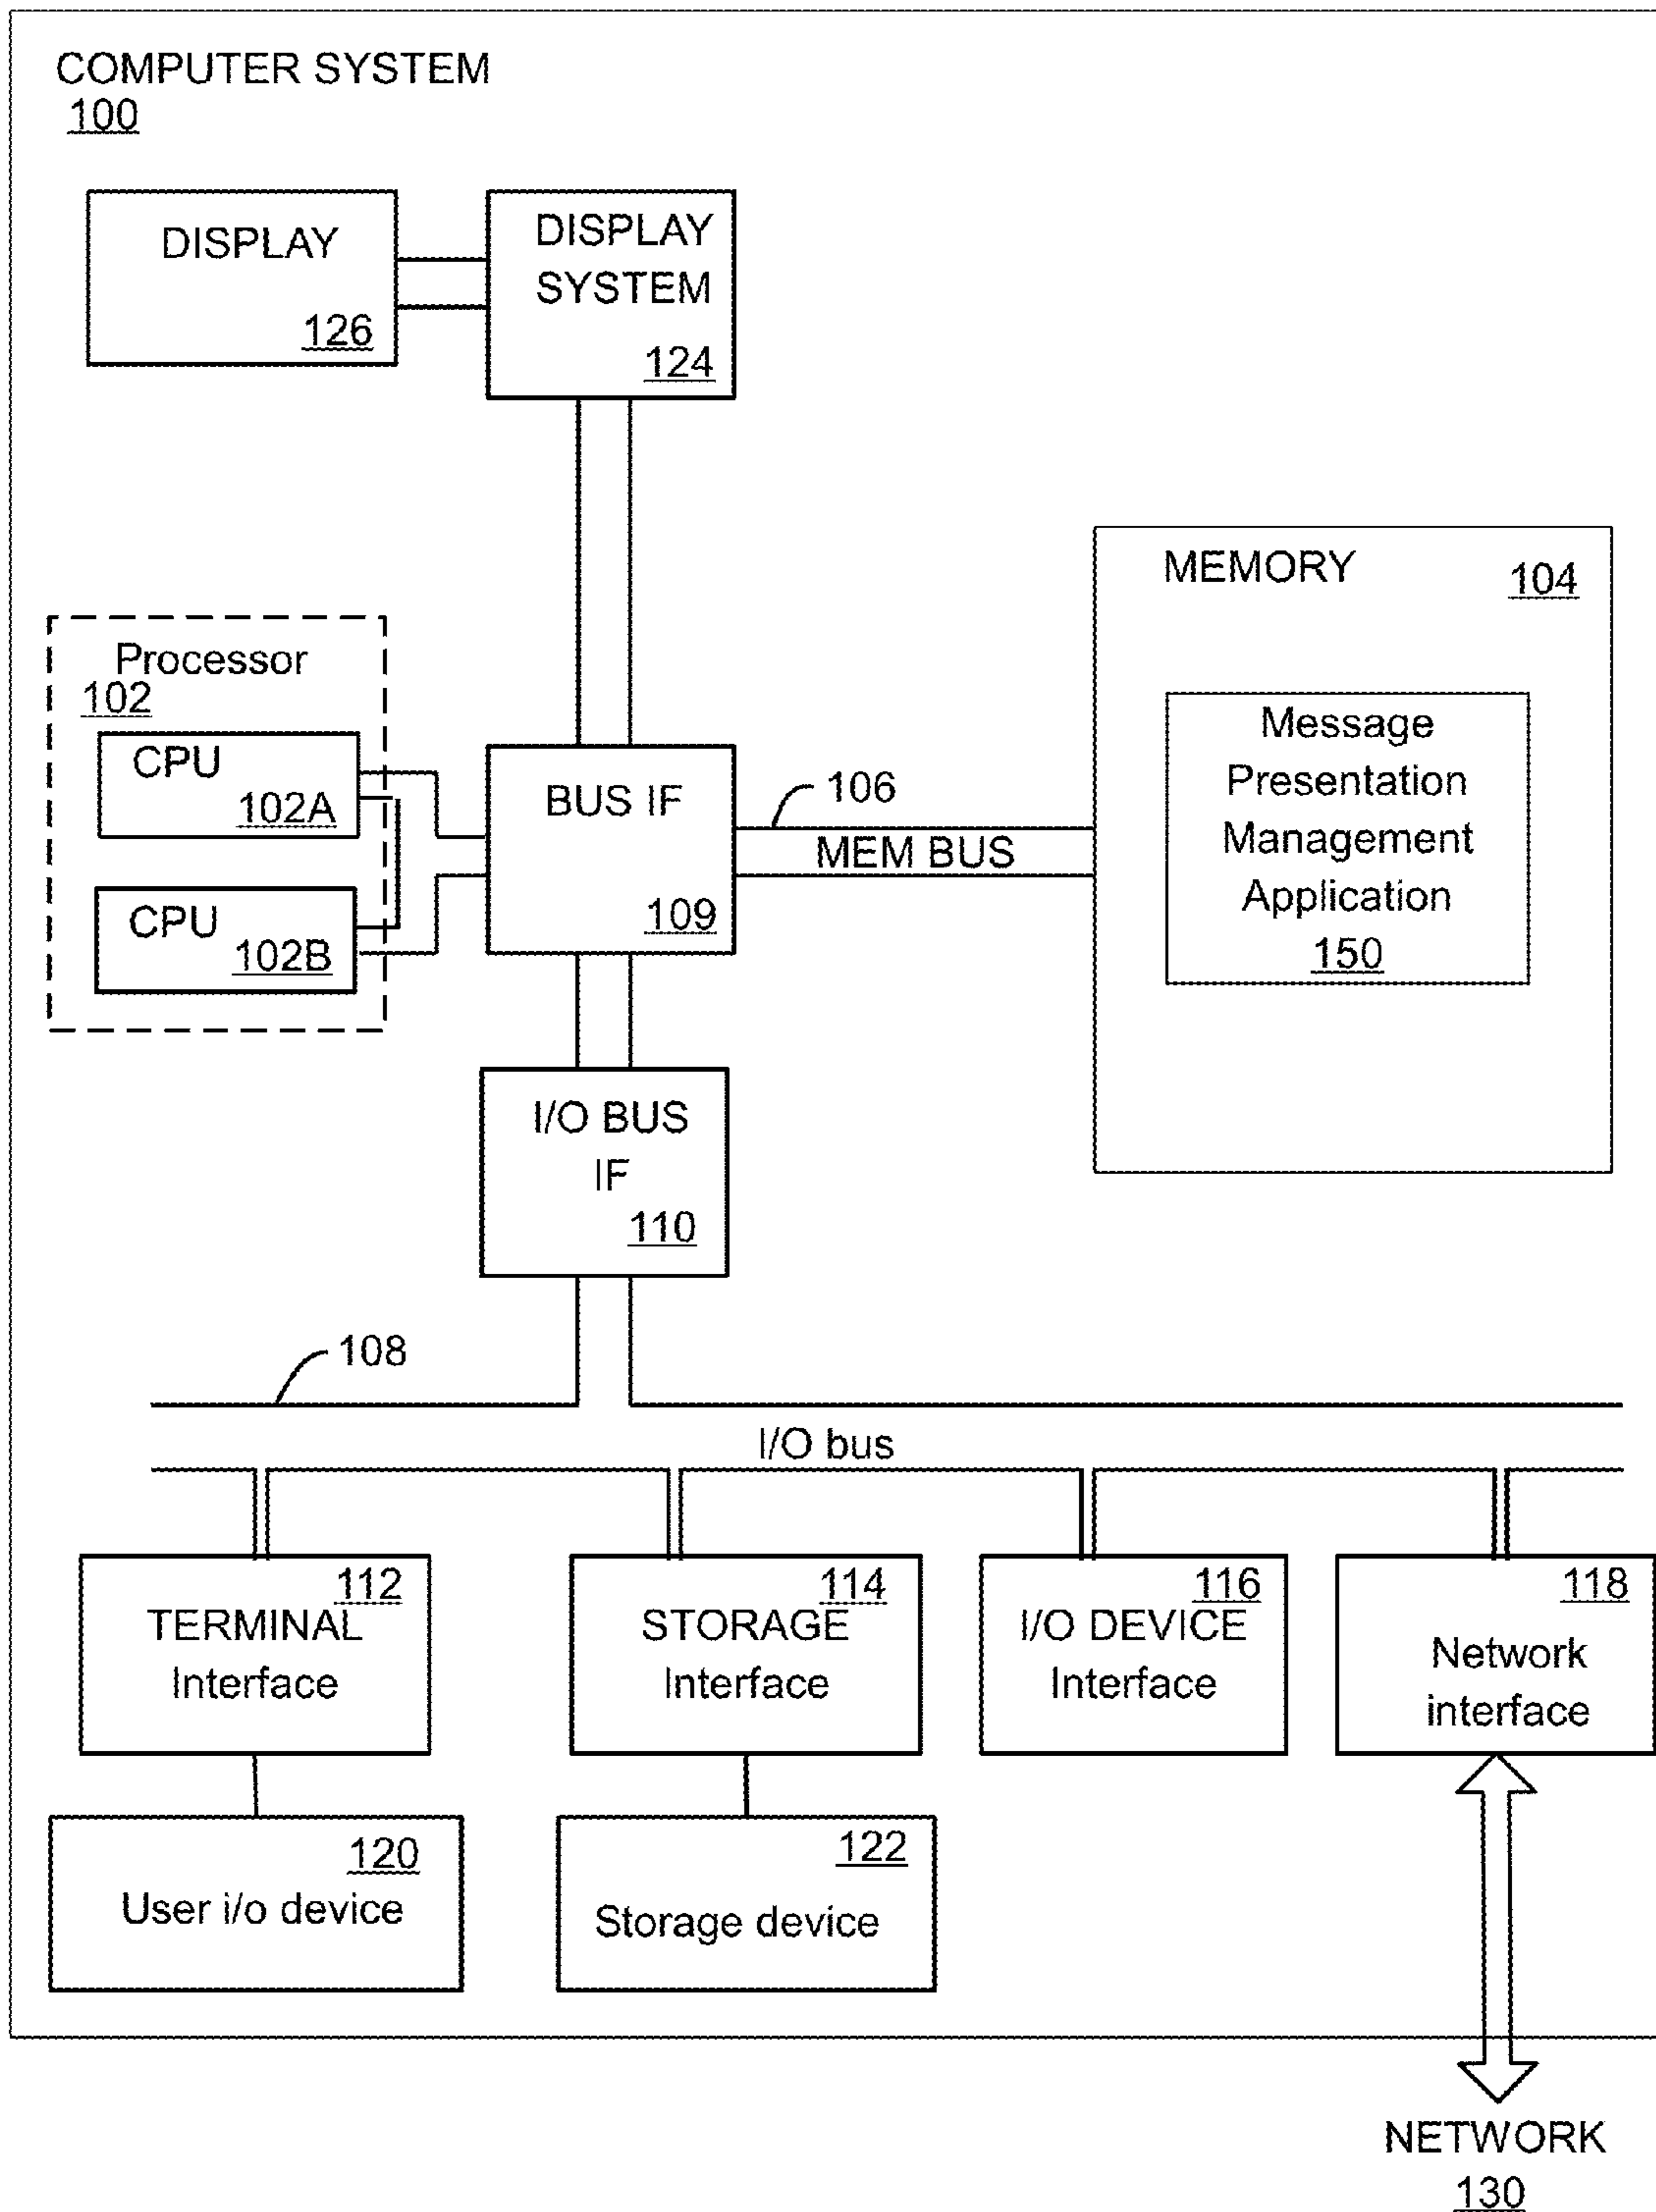 COMPUTER SYSTEM
100
DISPLAY
126
DISPLAY
SYSTEM
124
MEMORY
104
Message
Presentation
Management
Application
150
Processor
102
CPU
102A
CPU
102B
BUS IF
109
106
MEM BUS
I/O BUS
IF
110
108
I/O bus
112
TERMINAL
Interface
114
STORAGE
Interface
116
I/O DEVICE
Interface
118
Network
interface
120
User i/o device
122
Storage device
NETWORK
130